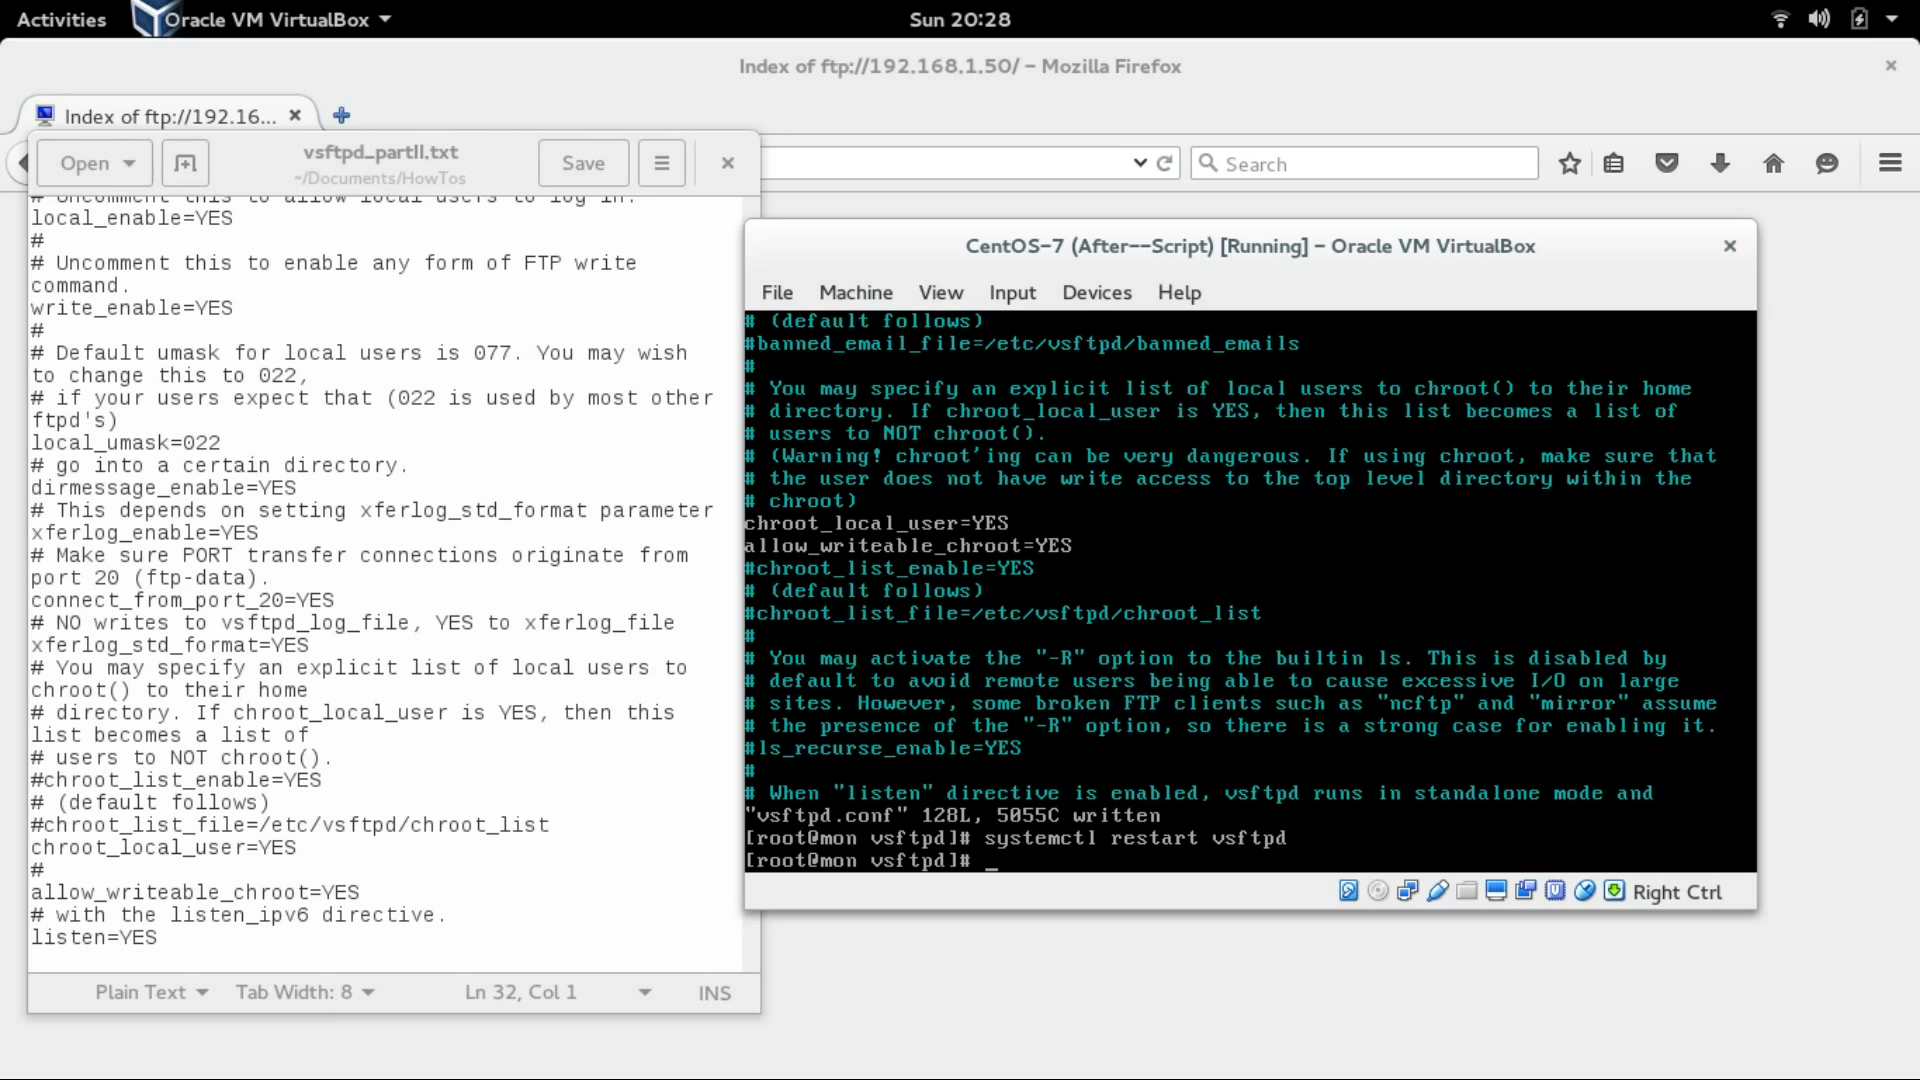 Activities
Oracle VM VirtualBox
Sun 20:28
Index of ftp://192.168.1.50/ – Mozilla Firefox
Index of ftp://192.16...
Open
vsftpd_partII.txt
~/Documents/HowTos
Save
Search
# Uncomment this to allow local users to log in.
local_enable=YES
#
# Uncomment this to enable any form of FTP write
command.
write_enable=YES
#
# Default umask for local users is 077. You may wish
to change this to 022,
# if your users expect that (022 is used by most other
ftpd's)
local_umask=022
# go into a certain directory.
dirmessage_enable=YES
# This depends on setting xferlog_std_format parameter
xferlog_enable=YES
# Make sure PORT transfer connections originate from
port 20 (ftp-data).
connect_from_port_20=YES
# NO writes to vsftpd_log_file, YES to xferlog_file
xferlog_std_format=YES
# You may specify an explicit list of local users to
chroot() to their home
# directory. If chroot_local_user is YES, then this
list becomes a list of
# users to NOT chroot().
#chroot_list_enable=YES
# (default follows)
#chroot_list_file=/etc/vsftpd/chroot_list
chroot_local_user=YES
#
allow_writeable_chroot=YES
# with the listen_ipv6 directive.
listen=YES
Plain Text
Tab Width: 8
Ln 32, Col 1
INS
CentOS-7 (After--Script) [Running] – Oracle VM VirtualBox
File Machine View Input Devices Help
# (default follows)
#banned_email_file=/etc/vsftpd/banned_emails
#
# You may specify an explicit list of local users to chroot() to their home
# directory. If chroot_local_user is YES, then this list becomes a list of
# users to NOT chroot().
# (Warning! chroot'ing can be very dangerous. If using chroot, make sure that
# the user does not have write access to the top level directory within the
# chroot)
chroot_local_user=YES
allow_writeable_chroot=YES
#chroot_list_enable=YES
# (default follows)
#chroot_list_file=/etc/vsftpd/chroot_list
#
# You may activate the "-R" option to the builtin ls. This is disabled by
# default to avoid remote users being able to cause excessive I/O on large
# sites. However, some broken FTP clients such as "ncftp" and "mirror" assume
# the presence of the "-R" option, so there is a strong case for enabling it.
#ls_recurse_enable=YES
#
# When "listen" directive is enabled, vsftpd runs in standalone mode and
"vsftpd.conf" 128L, 5055C written
[root@mon vsftpd]# systemctl restart vsftpd
[root@mon vsftpd]# _
Right Ctrl